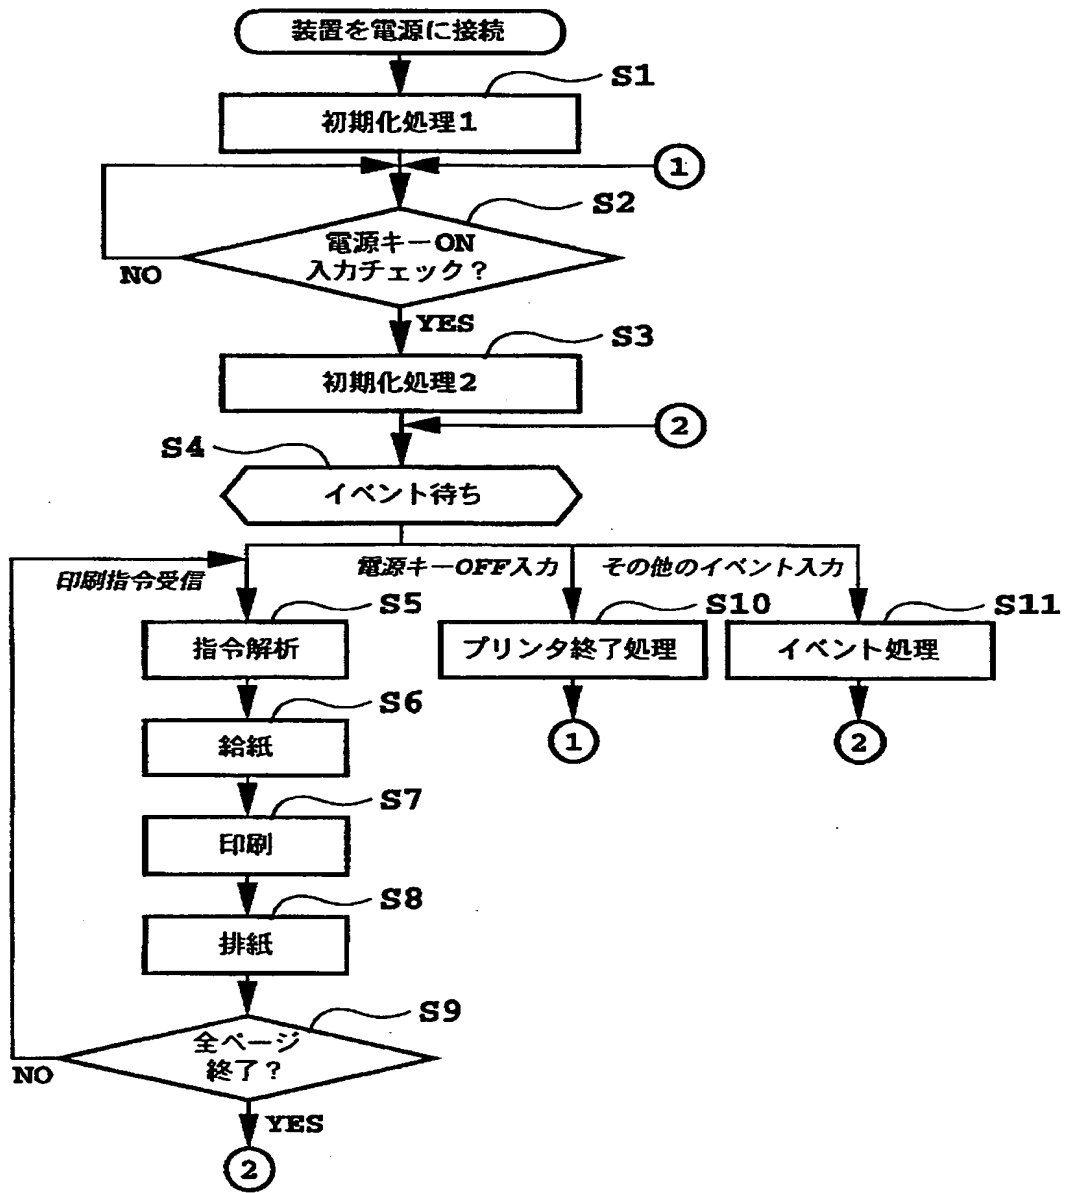 装置を電源に接続
S1
初期化処理1
1
S2
電源キーON
入力チェック?
NO
YES
S3
初期化処理2
2
S4
イベント待ち
印刷指令受信
電源キーOFF入力
その他のイベント入力
S5
S10
S11
指令解析
プリンタ終了処理
イベント処理
S6
給紙
1
2
S7
印刷
S8
排紙
S9
全ページ
終了?
NO
YES
2